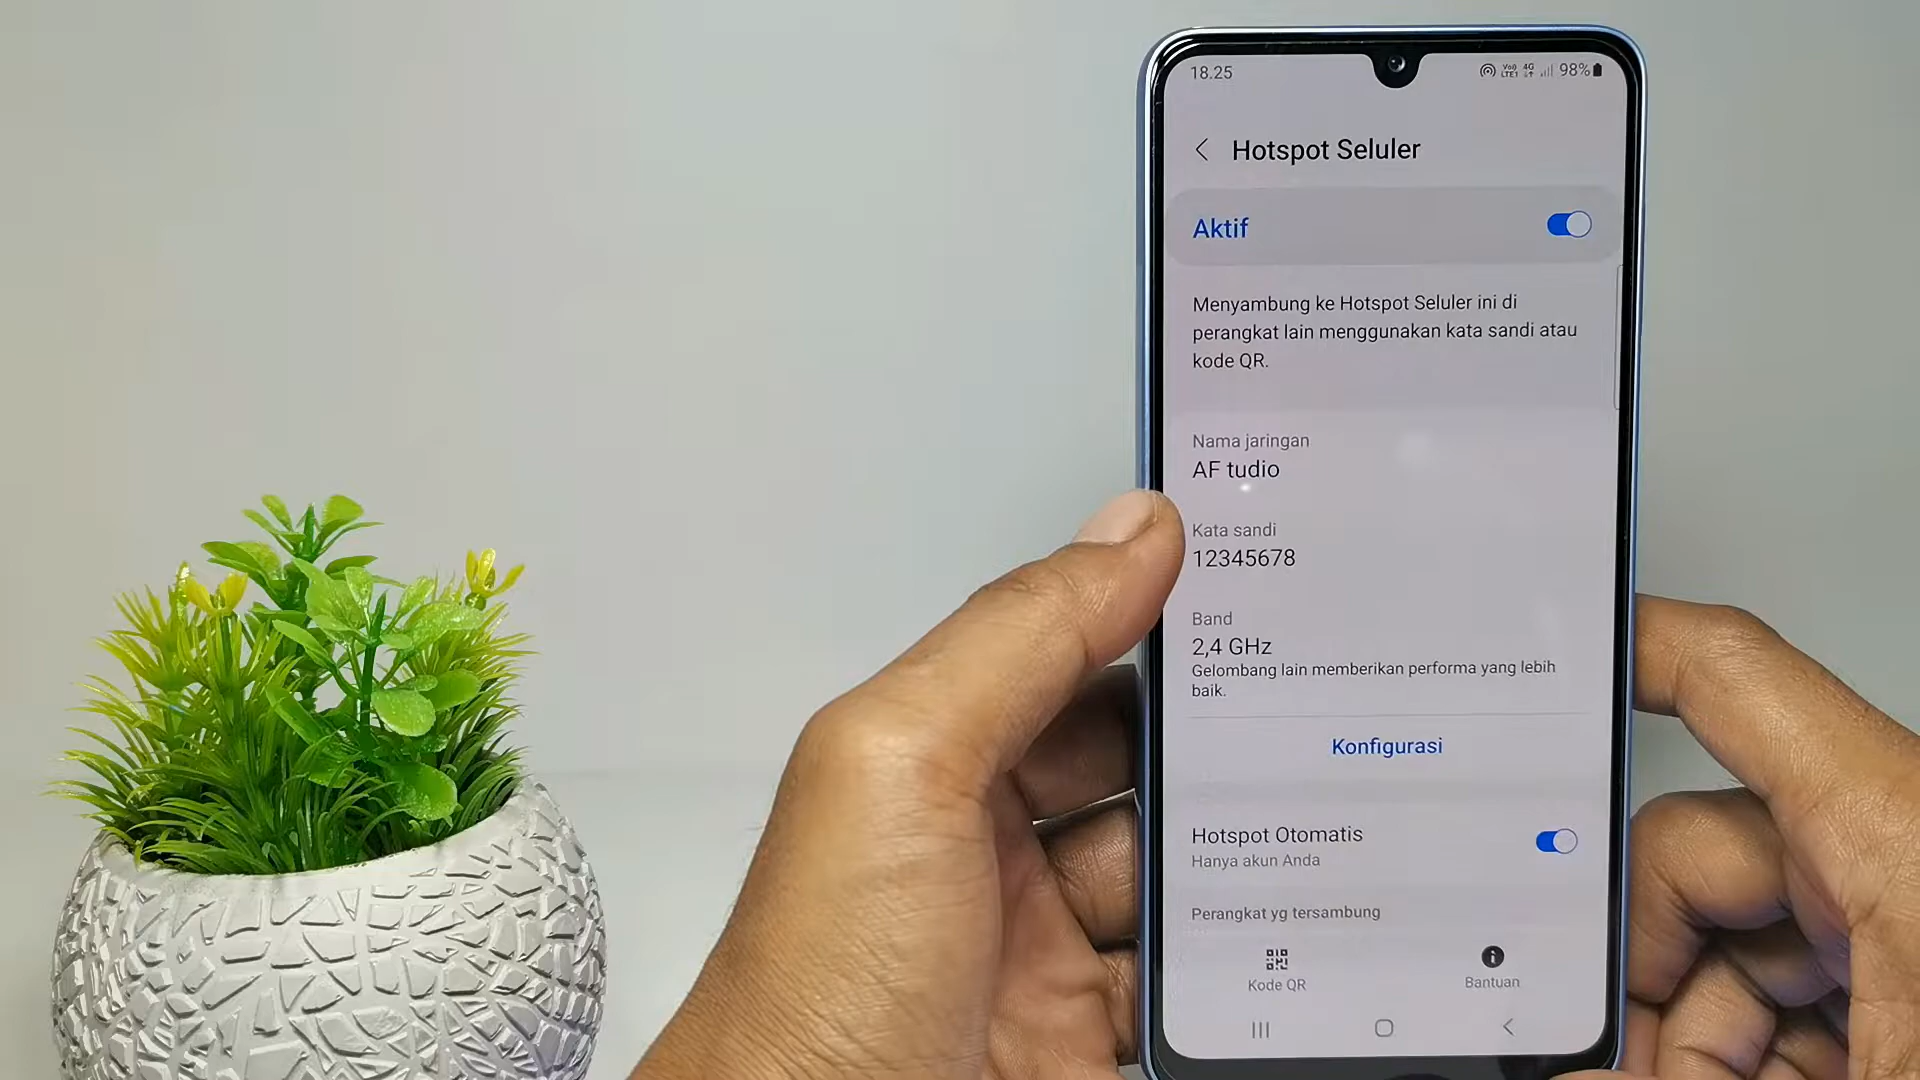 18.25
VoLTE1 4G 98%
Hotspot Seluler
Aktif
Menyambung ke Hotspot Seluler ini di
perangkat lain menggunakan kata sandi atau
kode QR.
Nama jaringan
AF tudio
Kata sandi
12345678
Band
2,4 GHz
Gelombang lain memberikan performa yang lebih
baik.
Konfigurasi
Hotspot Otomatis
Hanya akun Anda
Perangkat yg tersambung
Kode QR
Bantuan